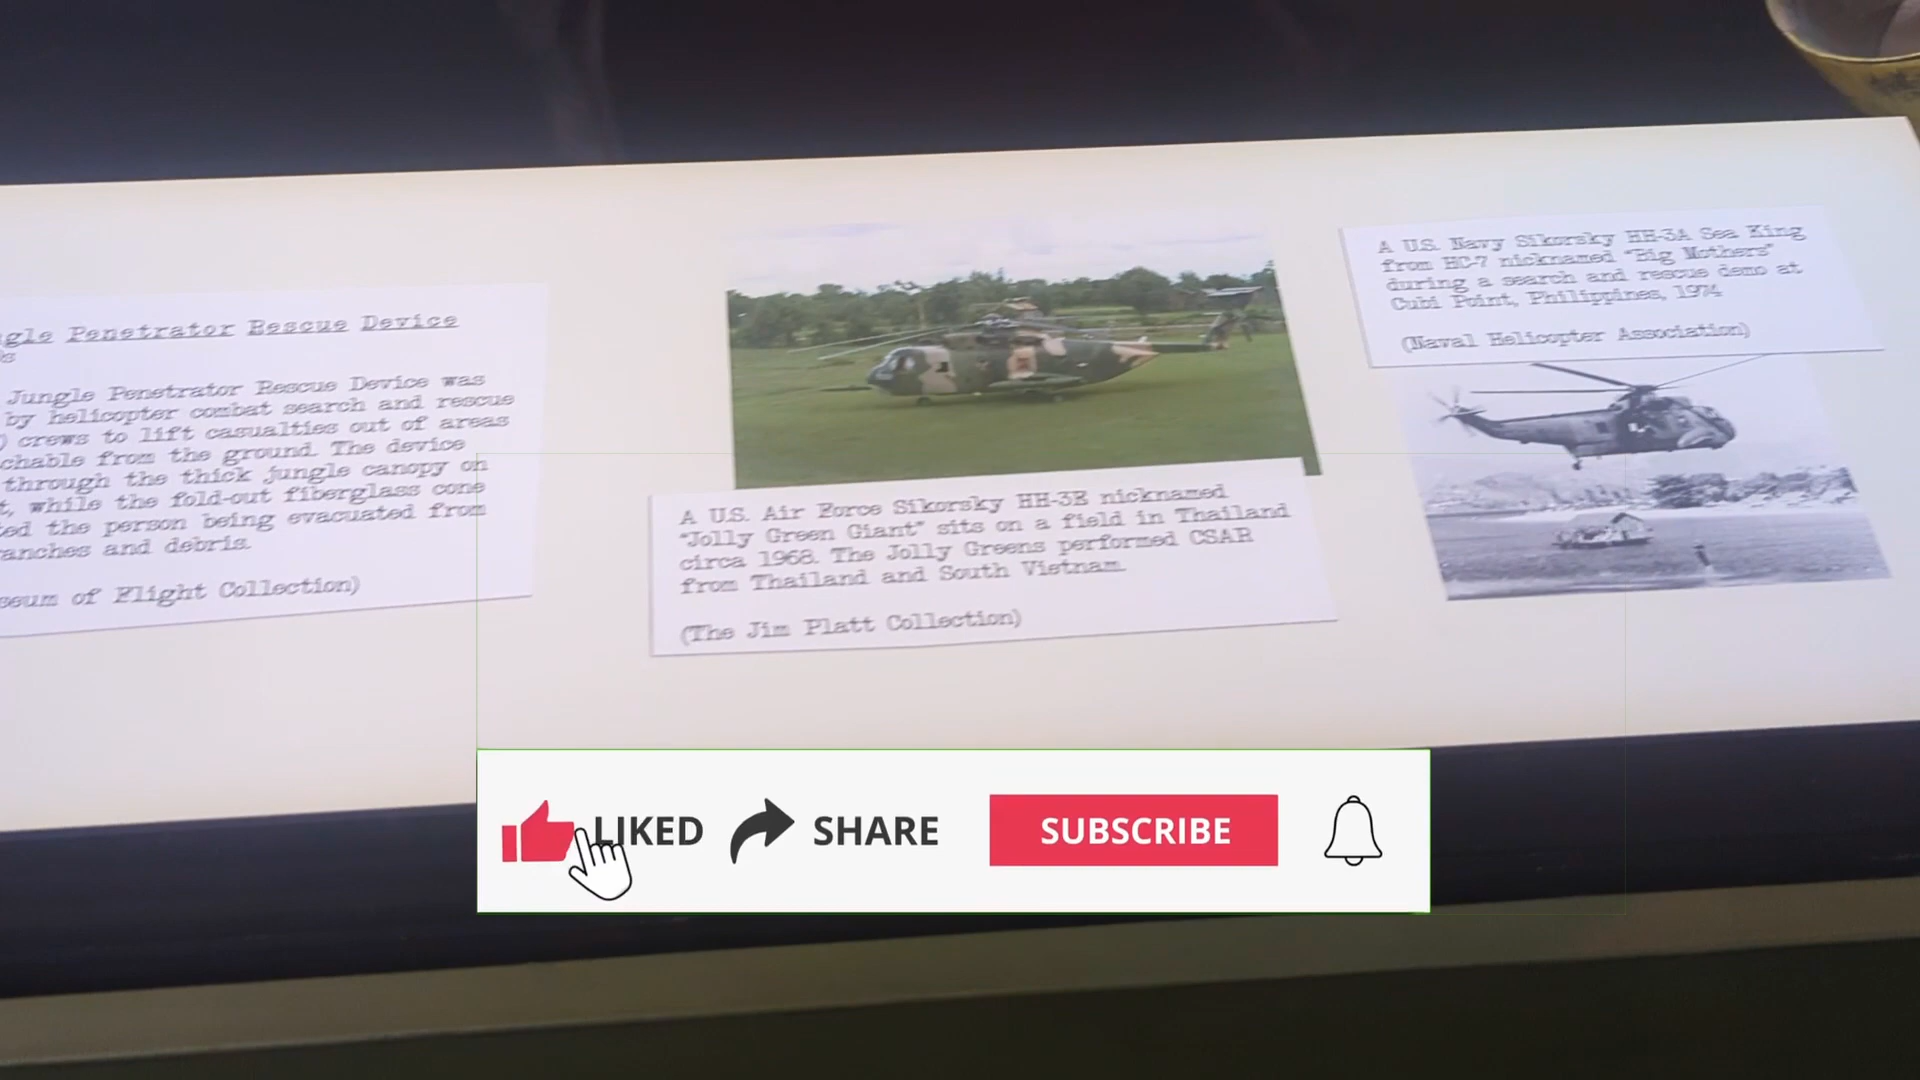 Penetrator Rescue Device
Jungle Penetrator Rescue Device was
by helicopter combat search and rescue
) crews to lift casualties out of areas
from the ground. The device
through the thick jungle canopy on
while the fold-out fiberglass cone
the person being evacuated from
and debris.
of Flight Collection)
A U.S. Air Force Sikorsky HH-3E nicknamed
"Jolly Green Giant" sits on a field in Thailand
circa 1968. The Jolly Greens performed CSAR
from Thailand and South Vietnam.
(The Jim Platt Collection)
A U.S. Navy Sikorsky HH-3A Sea King
from HC-7 nicknamed "Big Mothers"
during a search and rescue demo at
Cubi Point, Philippines, 1974
(Naval Helicopter Association)
LIKED SHARE SUBSCRIBE